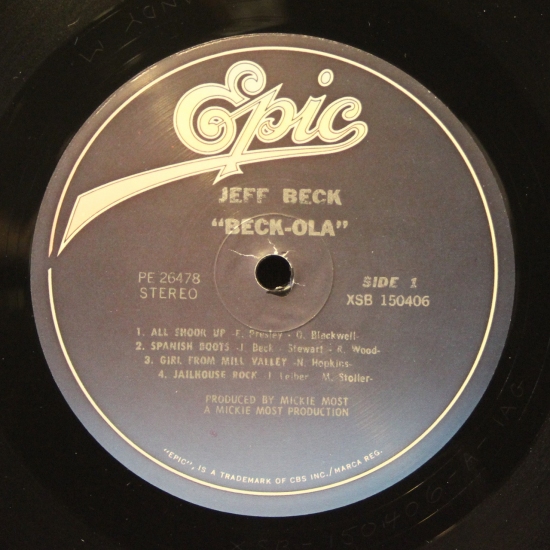 Epic
JEFF BECK
"BECK-OLA"
PE 26478
STEREO
SIDE 1
XSB 150406
1. ALL SHOOK UP -E. Presley - O. Blackwell-
2. SPANISH BOOTS -J. Beck - Stewart - R. Wood-
3. GIRL FROM MILL VALLEY -N. Hopkins-
4. JAILHOUSE ROCK -J. Leiber - M. Stoller-
PRODUCED BY MICKIE MOST
A MICKIE MOST PRODUCTION
"EPIC", IS A TRADEMARK OF CBS INC./MARCA REG.